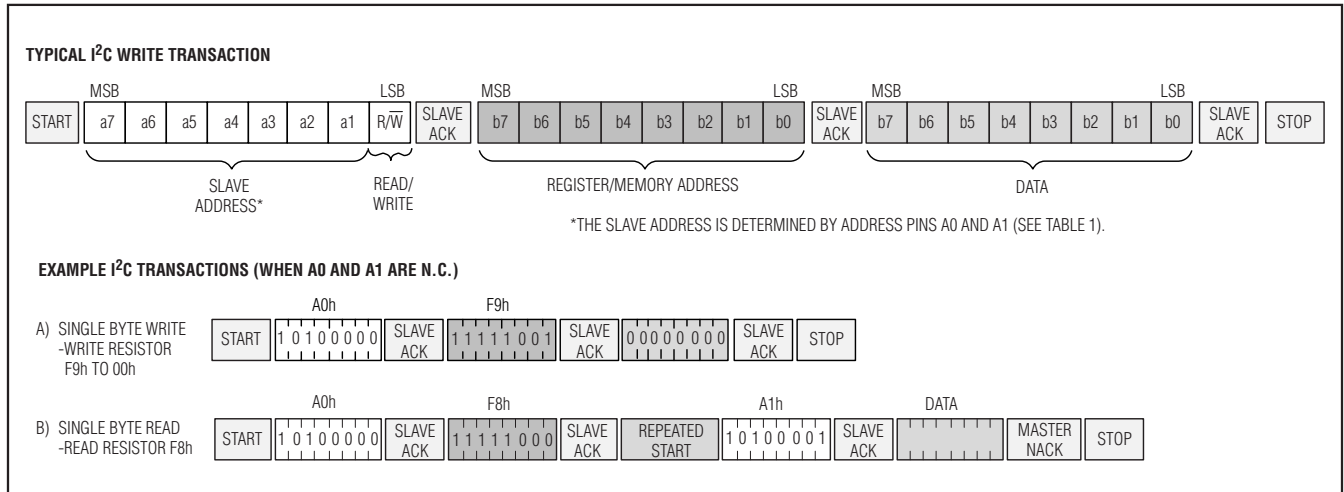 TYPICAL I2C WRITE TRANSACTION
MSB LSB MSB LSB MSB LSB
START a7 a6 a5 a4 a3 a2 a1 R/W̅ SLAVE ACK b7 b6 b5 b4 b3 b2 b1 b0 SLAVE ACK b7 b6 b5 b4 b3 b2 b1 b0 SLAVE ACK STOP
SLAVE ADDRESS* READ/ WRITE REGISTER/MEMORY ADDRESS DATA
*THE SLAVE ADDRESS IS DETERMINED BY ADDRESS PINS A0 AND A1 (SEE TABLE 1).
EXAMPLE I2C TRANSACTIONS (WHEN A0 AND A1 ARE N.C.)
A0h F9h
A) SINGLE BYTE WRITE
-WRITE RESISTOR
F9h TO 00h
START 1 0 1 0 0 0 0 0 SLAVE ACK 1 1 1 1 1 0 0 1 SLAVE ACK 0 0 0 0 0 0 0 0 SLAVE ACK STOP
A0h F8h A1h DATA
B) SINGLE BYTE READ
-READ RESISTOR F8h
START 1 0 1 0 0 0 0 0 SLAVE ACK 1 1 1 1 1 0 0 0 SLAVE ACK REPEATED START 1 0 1 0 0 0 0 1 SLAVE ACK MASTER NACK STOP